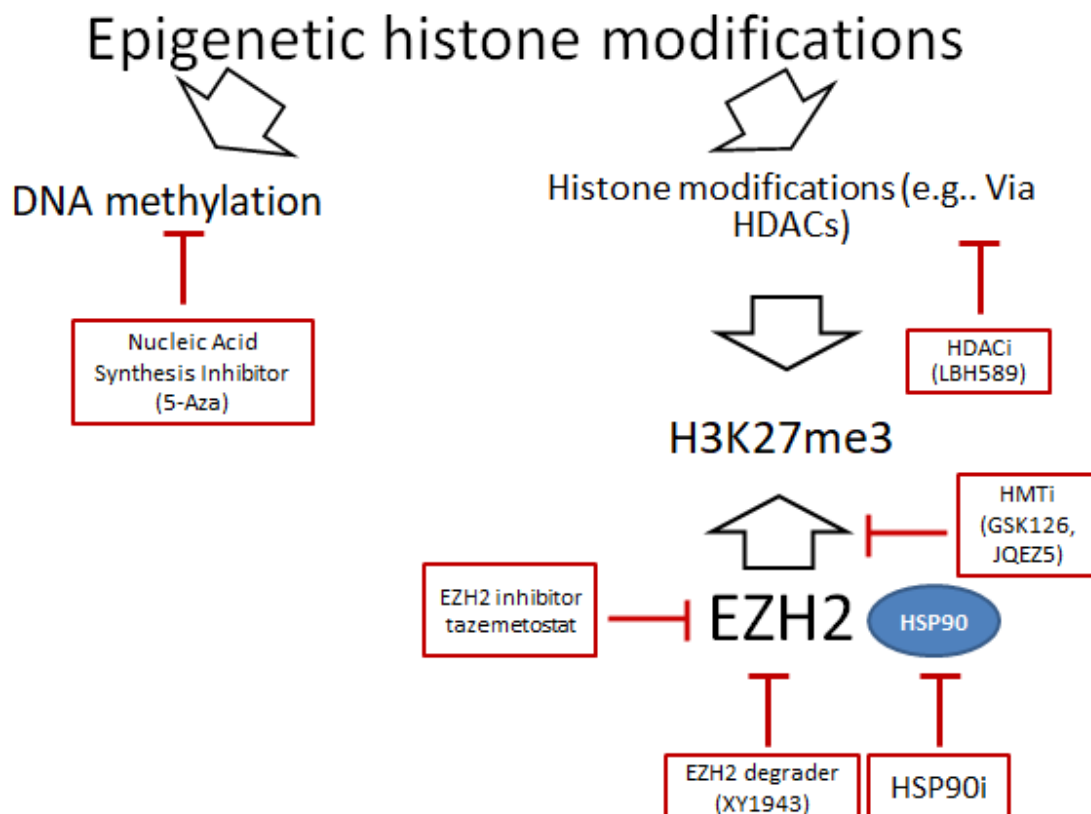 Epigenetic histone modifications
DNA methylation
Histone modifications (e.g.. Via
HDACs)
Nucleic Acid
Synthesis Inhibitor
(5-Aza)
HDACi
(LBH589)
H3K27me3
HMTi
(GSK126,
JQEZ5)
EZH2 inhibitor
tazemetostat
EZH2
HSP90
EZH2 degrader
(XY1943)
HSP90i